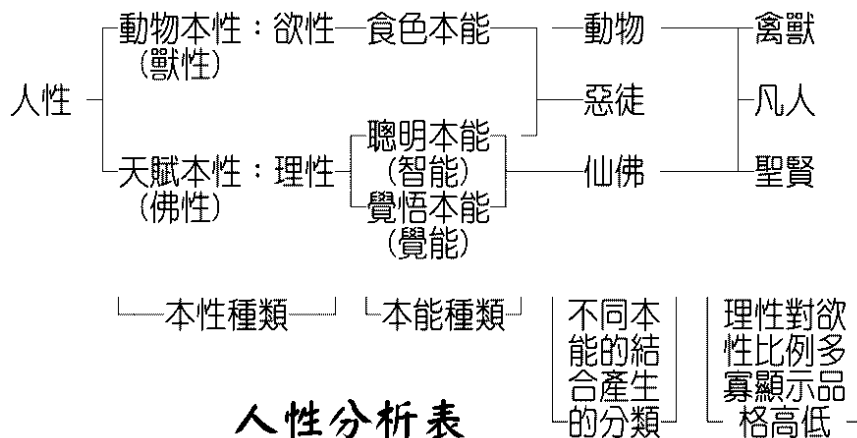 動物本性：欲性 食色本能 動物 禽獸
(獸性)
人性 惡徒 凡人
聰明本能
天賦本性：理性 (智能) 仙佛 聖賢
(佛性) 覺悟本能
(覺能)
本性種類 本能種類
不同本能的結合產生的分類
理性對欲性比例多寡顯示品格高低
人性分析表